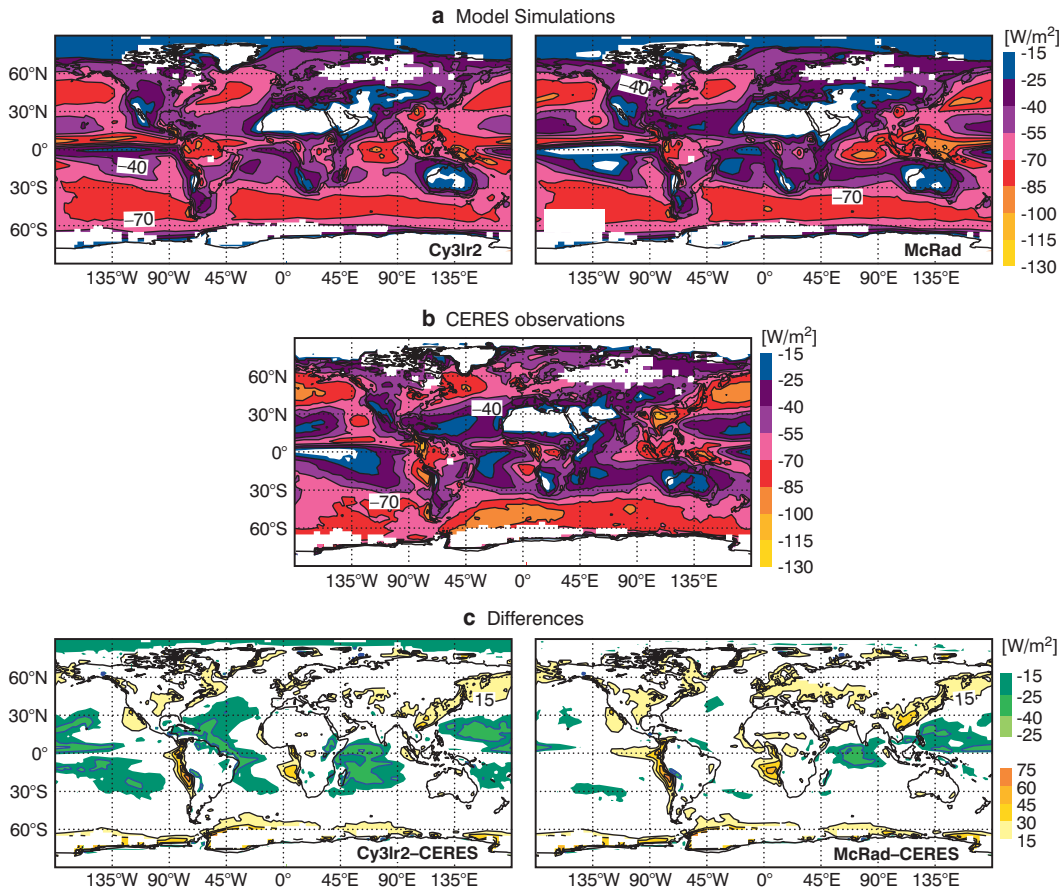 a Model Simulations
[W/m²]
-15
-25
-40
-55
-70
-85
-100
-115
-130
60°N
30°N
0°
30°S
60°S
−40
−70
Cy3lr2
−40
−70
McRad
135°W 90°W 45°W 0° 45°E 90°E 135°E
135°W 90°W 45°W 0° 45°E 90°E 135°E
b CERES observations
[W/m²]
-15
-25
-40
-55
-70
-85
-100
-115
-130
60°N
30°N
0°
30°S
60°S
−40
−70
135°W 90°W 45°W 0° 45°E 90°E 135°E
c Differences
[W/m²]
-15
-25
-40
-25
75
60
45
30
15
60°N
30°N
0°
30°S
60°S
15
Cy3lr2–CERES
15
McRad–CERES
135°W 90°W 45°W 0° 45°E 90°E 135°E
135°W 90°W 45°W 0° 45°E 90°E 135°E